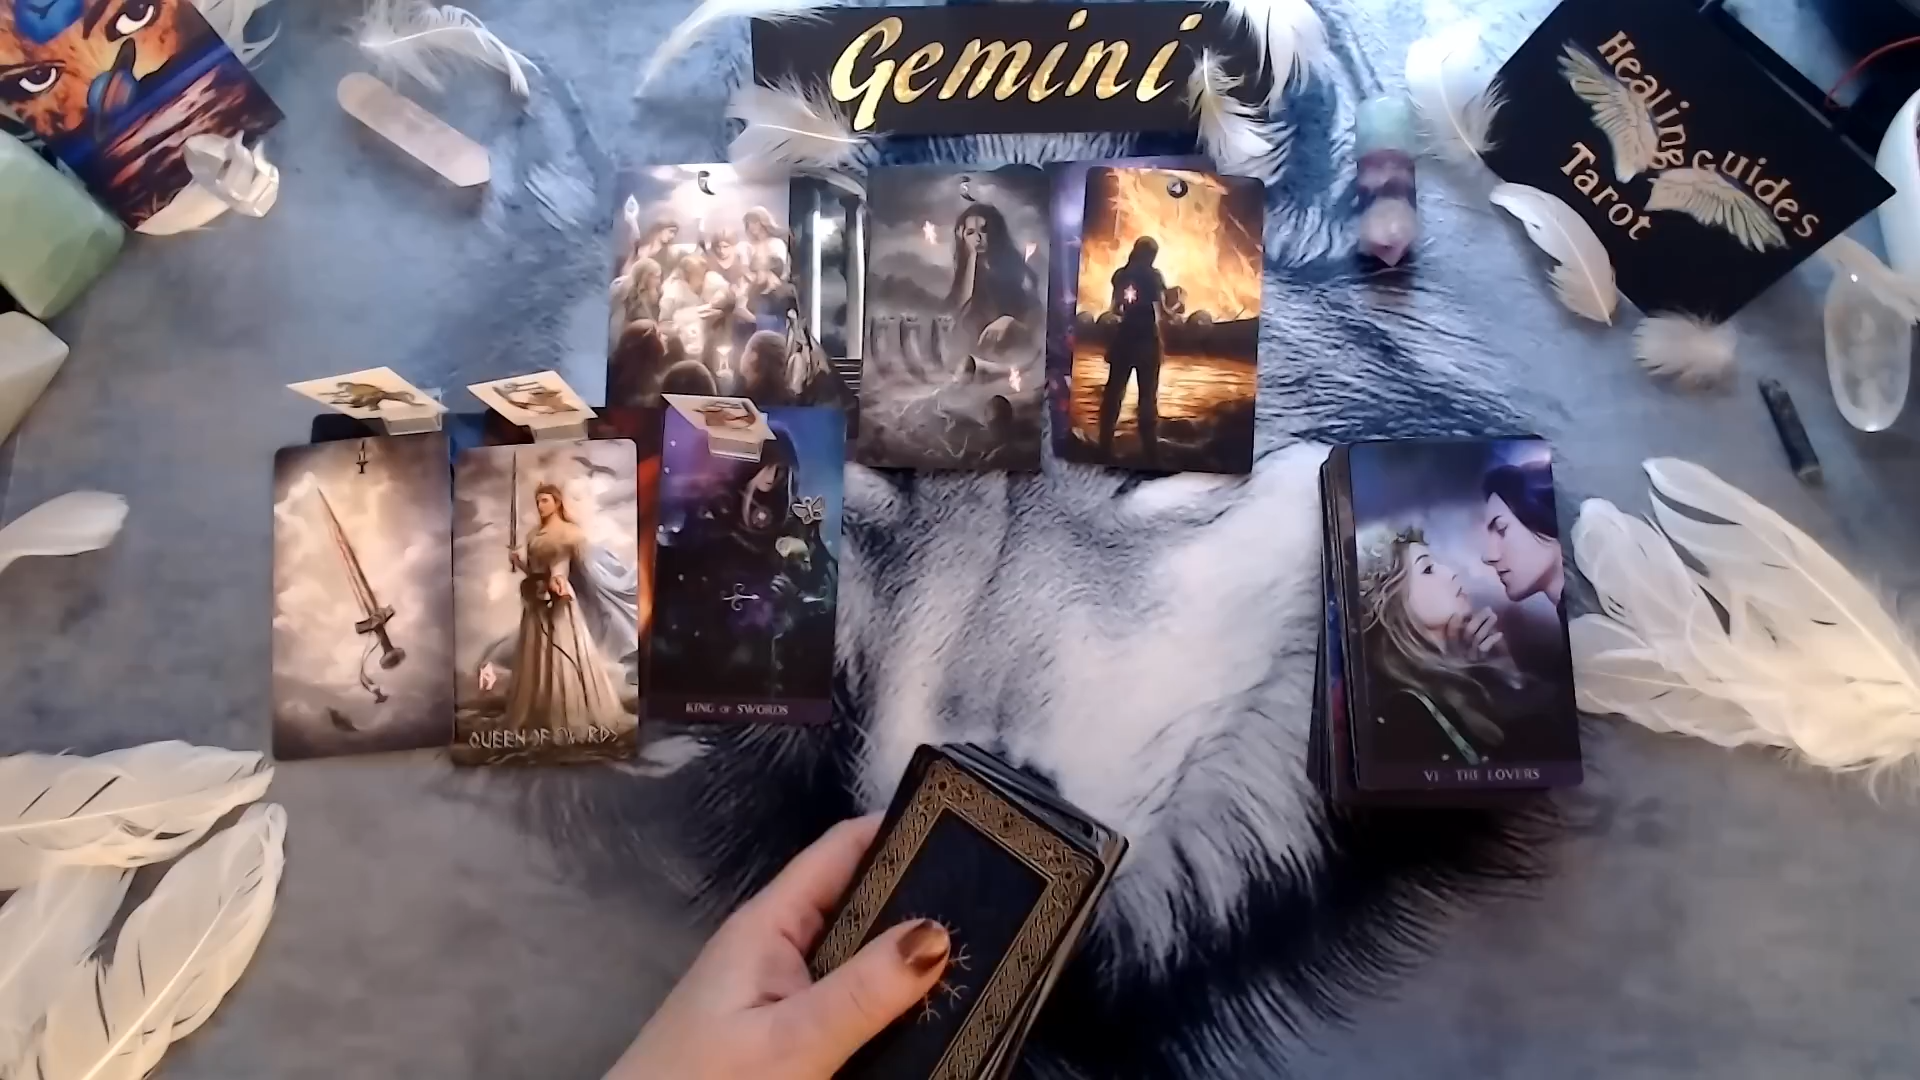 Gemini
Healing Guides
Tarot
QUEEN OF SWORDS
KING OF SWORDS
VI - THE LOVERS